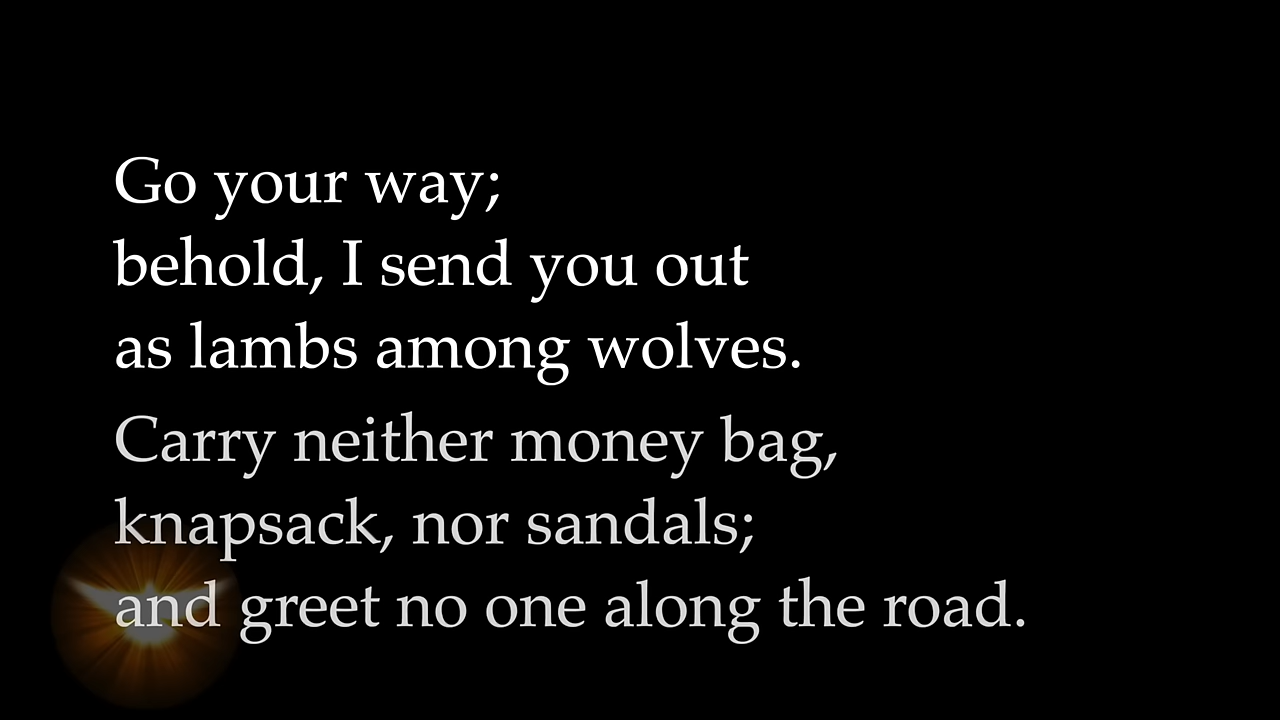 Go your way;
behold, I send you out
as lambs among wolves.
Carry neither money bag,
knapsack, nor sandals;
and greet no one along the road.